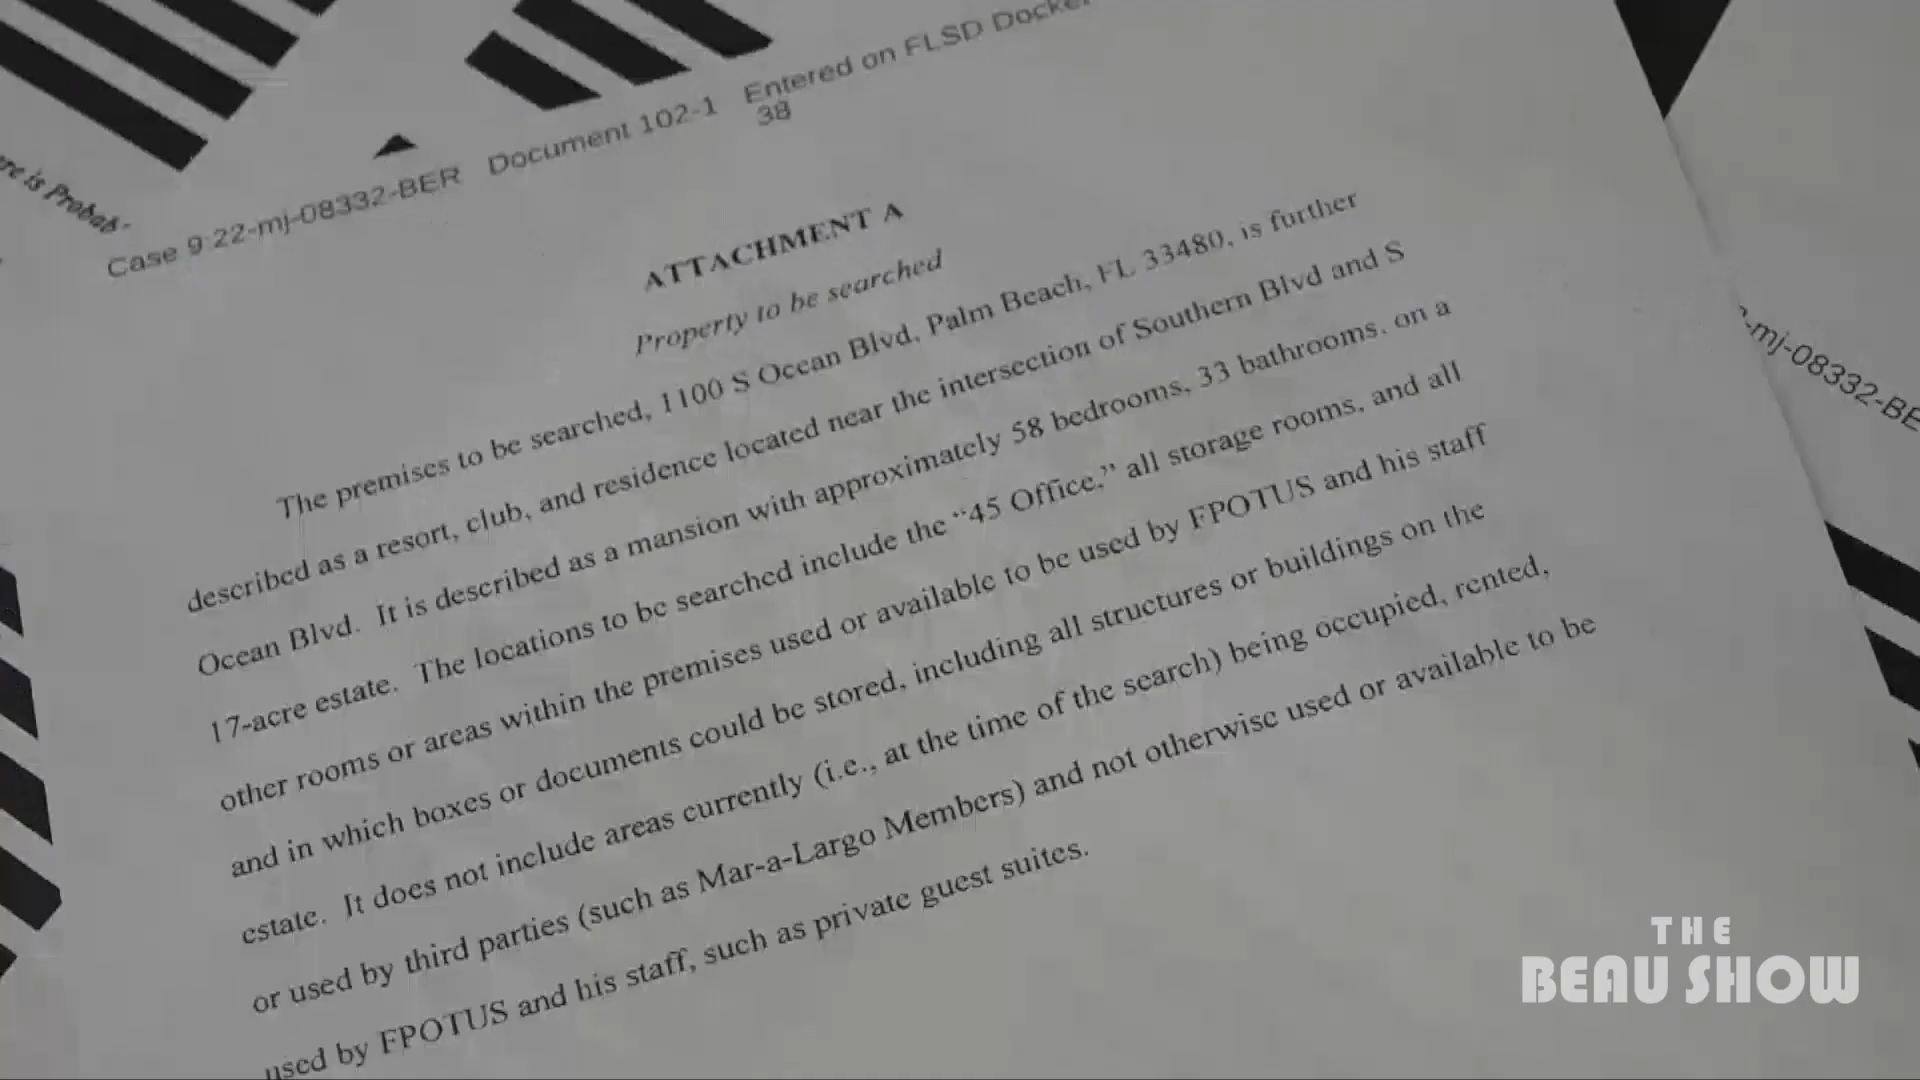 Case 9:22-mj-08332-BER Document 102-1 Entered on FLSD
38
is
ATTACHMENT A
Property to be searched
The premises to be searched, 1100 S Ocean Blvd, Palm Beach, FL 33480, is further
described as a resort, club, and residence located near the intersection of Southern Blvd and S
Ocean Blvd. It is described as a mansion with approximately 58 bedrooms, 33 bathrooms, on a
17-acre estate. The locations to be searched include the “45 Office,” all storage rooms, and all
other rooms or areas within the premises used or available to be used by FPOTUS and his staff
and in which boxes or documents could be stored, including all structures or buildings on the
estate. It does not include areas currently (i.e., at the time of the search) being occupied, rented,
or used by third parties (such as Mar-a-Largo Members) and not otherwise used or available to be
used by FPOTUS and his staff, such as private guest suites.
-mj-08332-BE
THE
BEAU SHOW